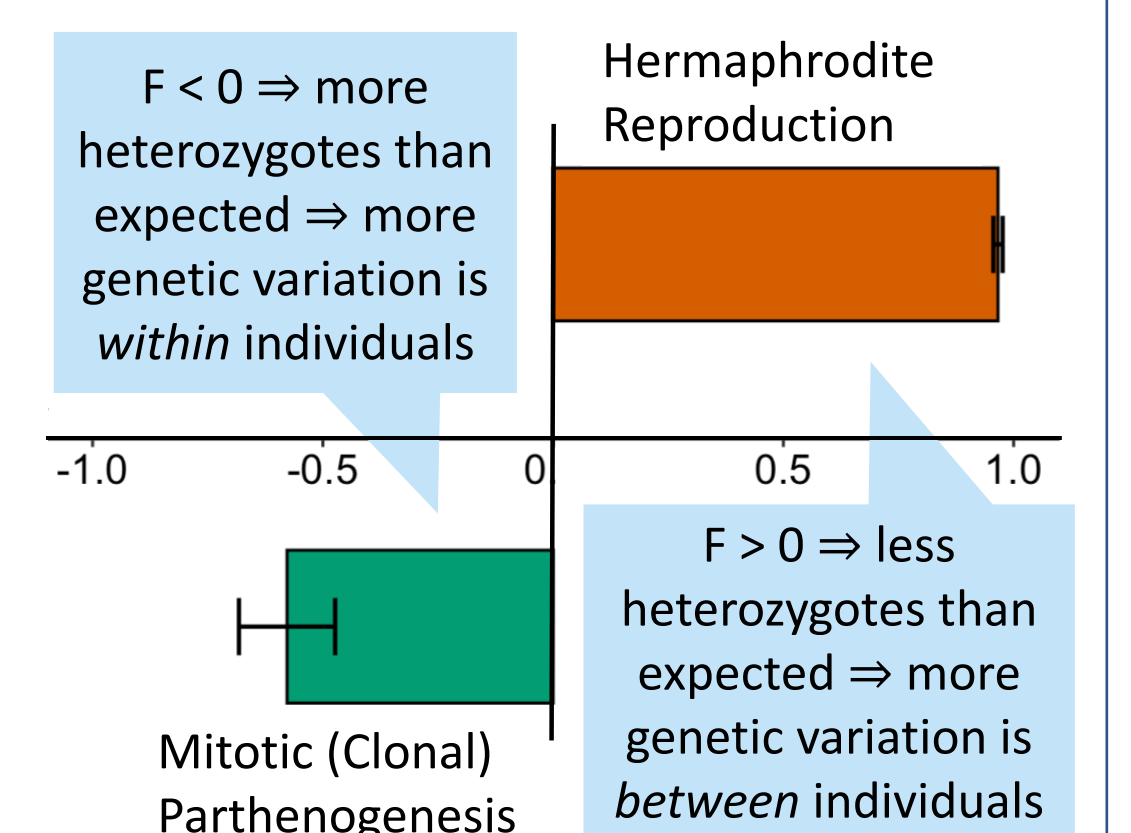 F < 0 ⇒ more
heterozygotes than
expected ⇒ more
genetic variation is
within individuals
Hermaphrodite
Reproduction
-1.0
-0.5
0.
0.5
1.0
F > 0 ⇒ less
heterozygotes than
expected ⇒ more
genetic variation is
between individuals
Mitotic (Clonal)
Parthenogenesis